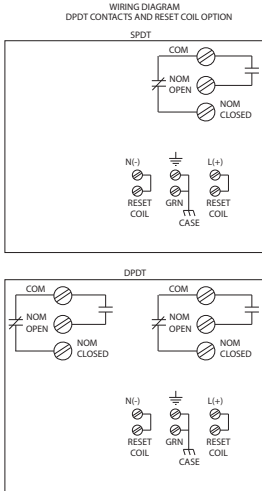 WIRING DIAGRAM
DPDT CONTACTS AND RESET COIL OPTION
SPDT
COM
NOM
OPEN
NOM
CLOSED
N(-)
L(+)
RESET
COIL
GRN
RESET
COIL
CASE
DPDT
COM
NOM
OPEN
NOM
CLOSED
COM
NOM
OPEN
NOM
CLOSED
N(-)
L(+)
RESET
COIL
GRN
RESET
COIL
CASE